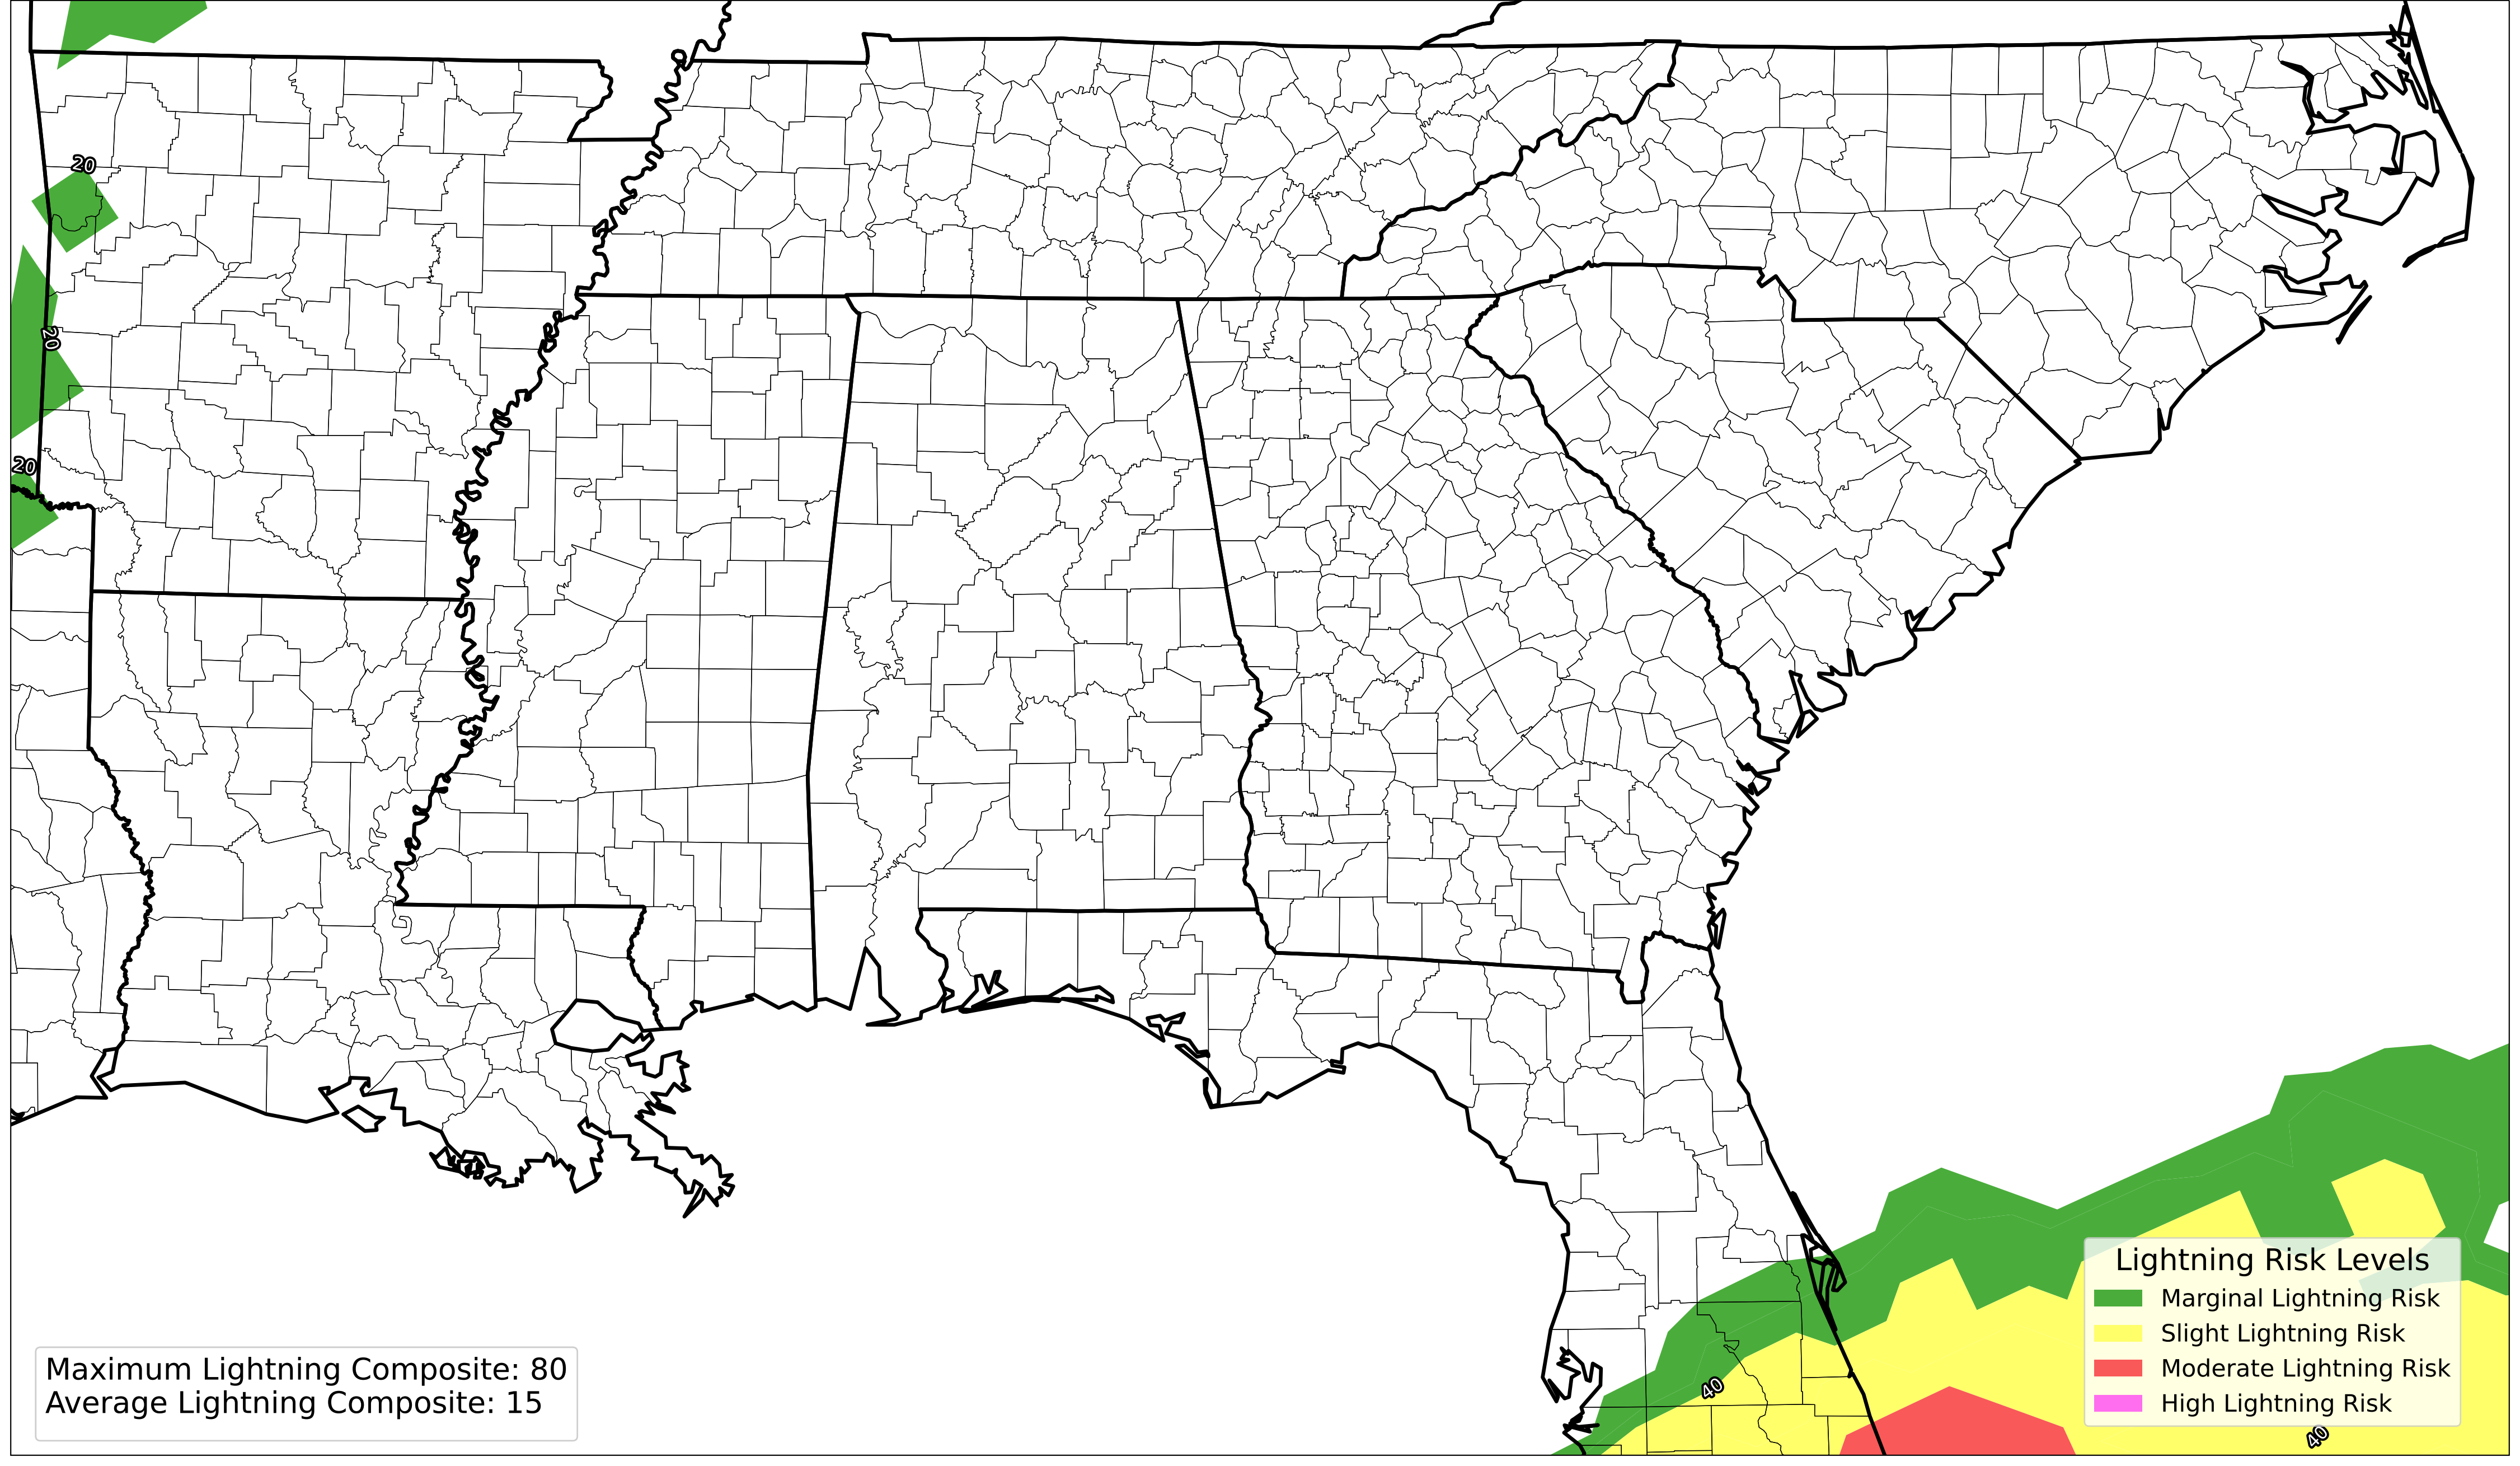 20
20
20
40
40
Lightning Risk Levels
Marginal Lightning Risk
Slight Lightning Risk
Moderate Lightning Risk
High Lightning Risk
Maximum Lightning Composite: 80
Average Lightning Composite: 15